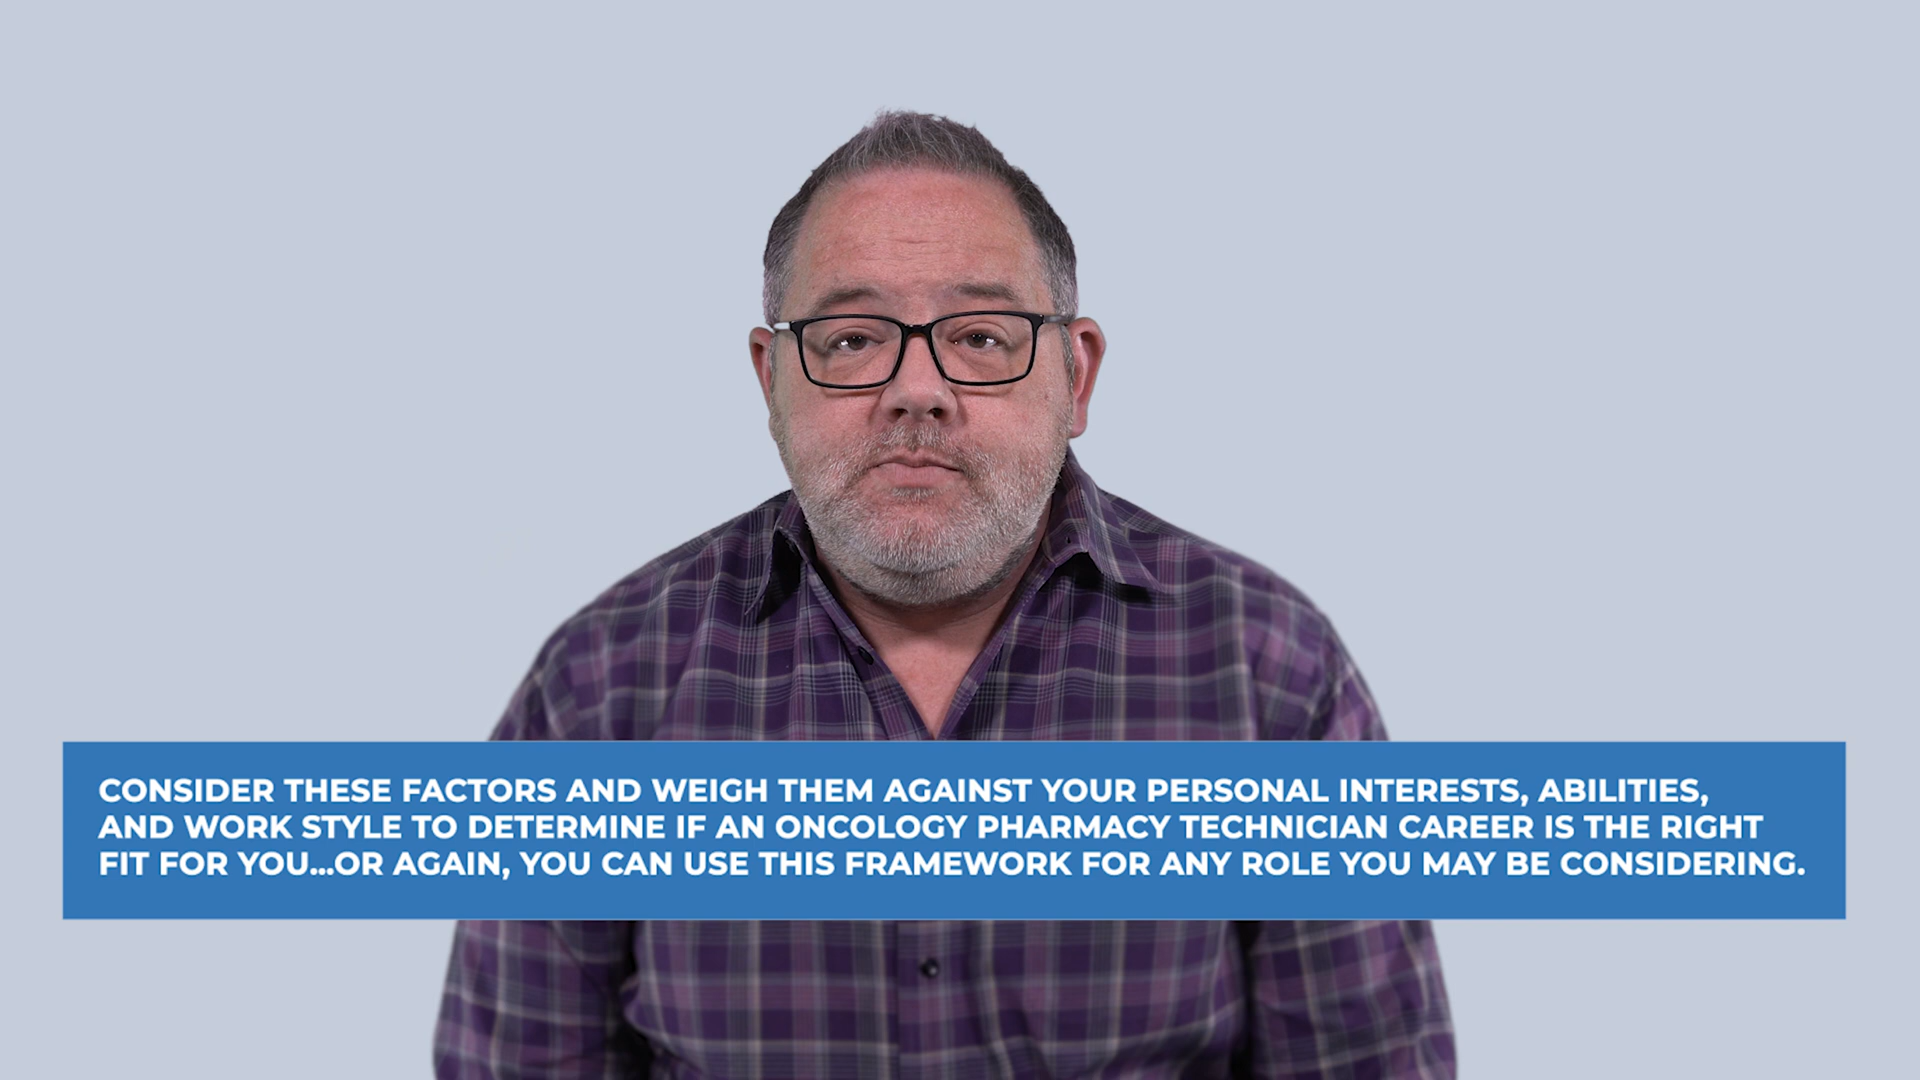 CONSIDER THESE FACTORS AND WEIGH THEM AGAINST YOUR PERSONAL INTERESTS, ABILITIES,
AND WORK STYLE TO DETERMINE IF AN ONCOLOGY PHARMACY TECHNICIAN CAREER IS THE RIGHT
FIT FOR YOU...OR AGAIN, YOU CAN USE THIS FRAMEWORK FOR ANY ROLE YOU MAY BE CONSIDERING.